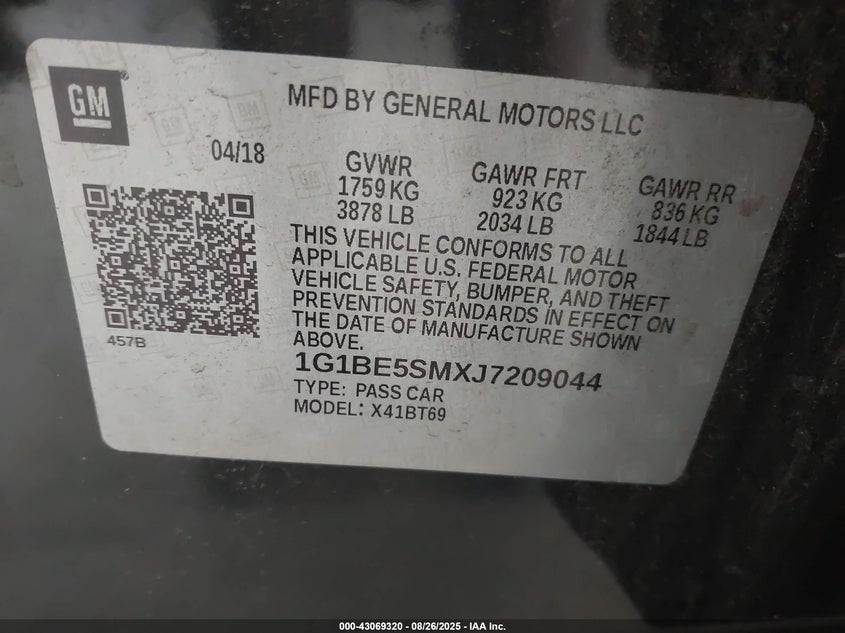 GM
MFD BY GENERAL MOTORS LLC
04/18
GVWR
1759 KG
3878 LB
GAWR FRT
923 KG
2034 LB
GAWR RR
836 KG
1844 LB
THIS VEHICLE CONFORMS TO ALL
APPLICABLE U.S. FEDERAL MOTOR
VEHICLE SAFETY, BUMPER, AND THEFT
PREVENTION STANDARDS IN EFFECT ON
THE DATE OF MANUFACTURE SHOWN
ABOVE.
457B
1G1BE5SMXJ7209044
TYPE: PASS CAR
MODEL: X41BT69
000-43069320 - 08/26/2025 - IAA Inc.